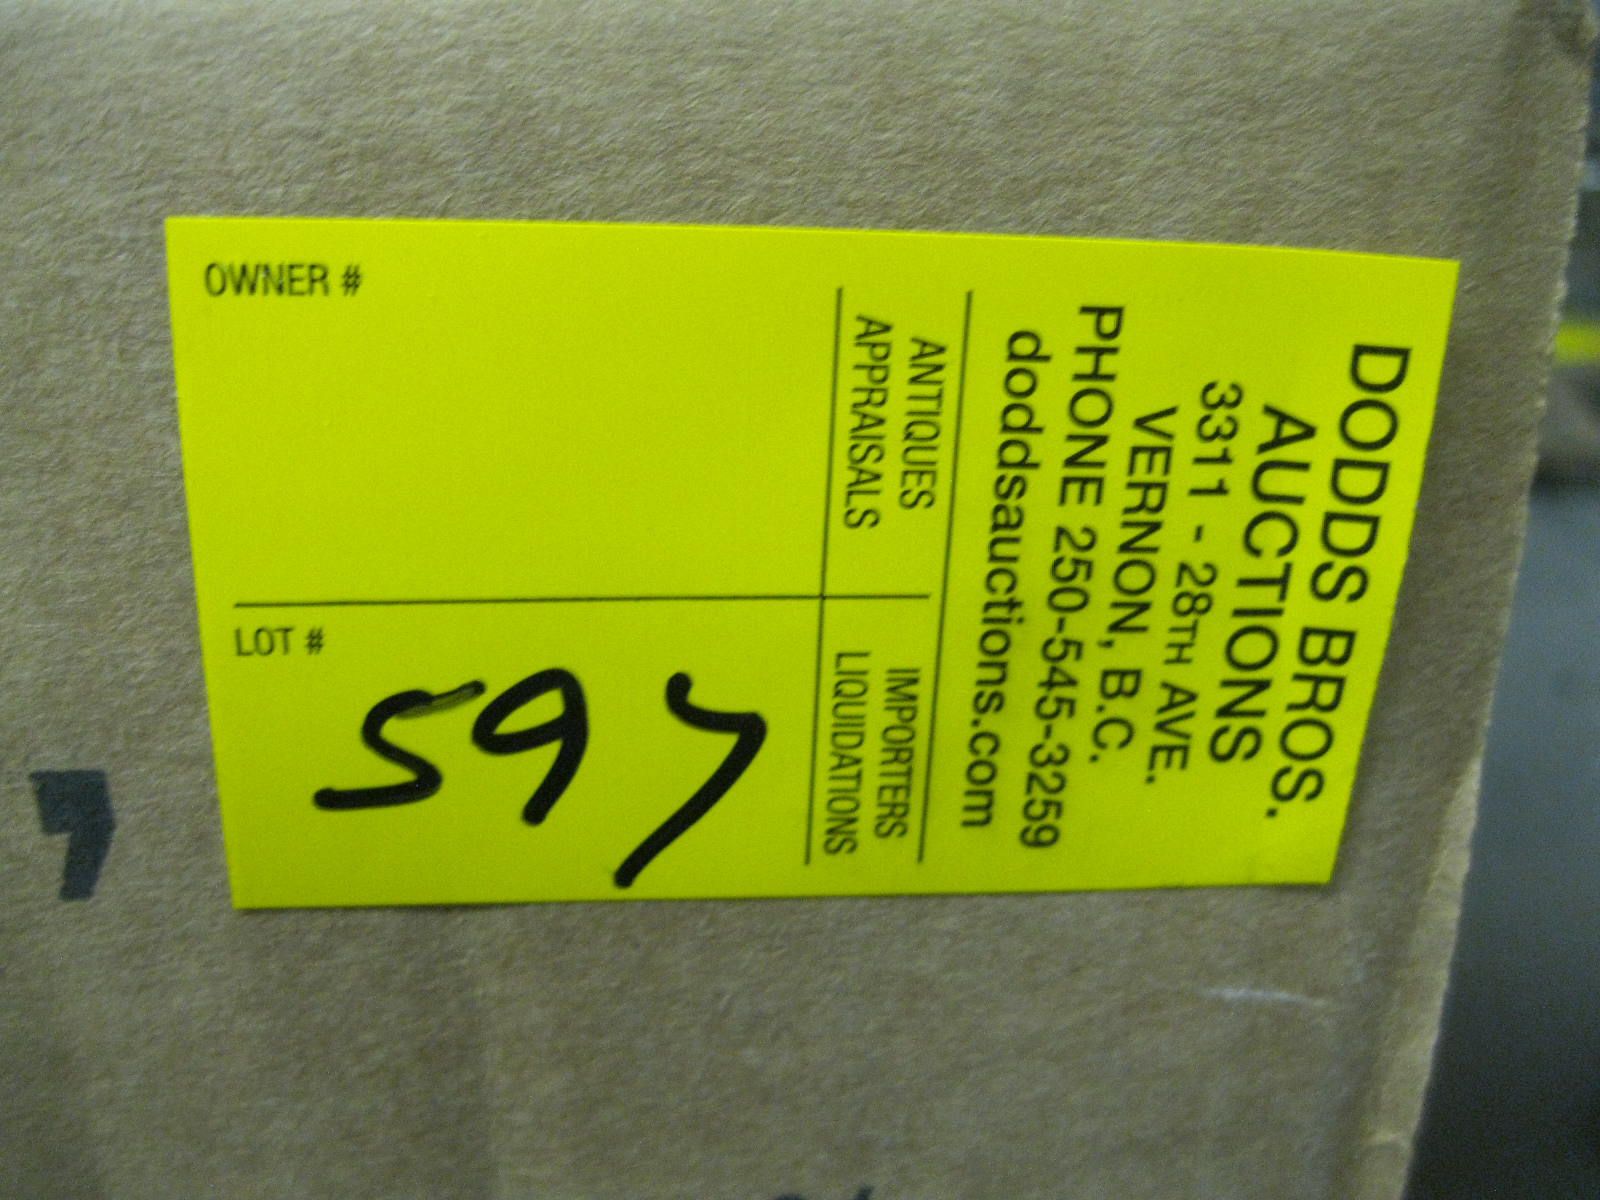 DODDS BROS.
AUCTIONS
3311 - 28TH AVE.
VERNON, B.C.
PHONE 250-545-3259
doddsauctions.com
ANTIQUES IMPORTERS
APPRAISALS LIQUIDATIONS
OWNER #
LOT #
597